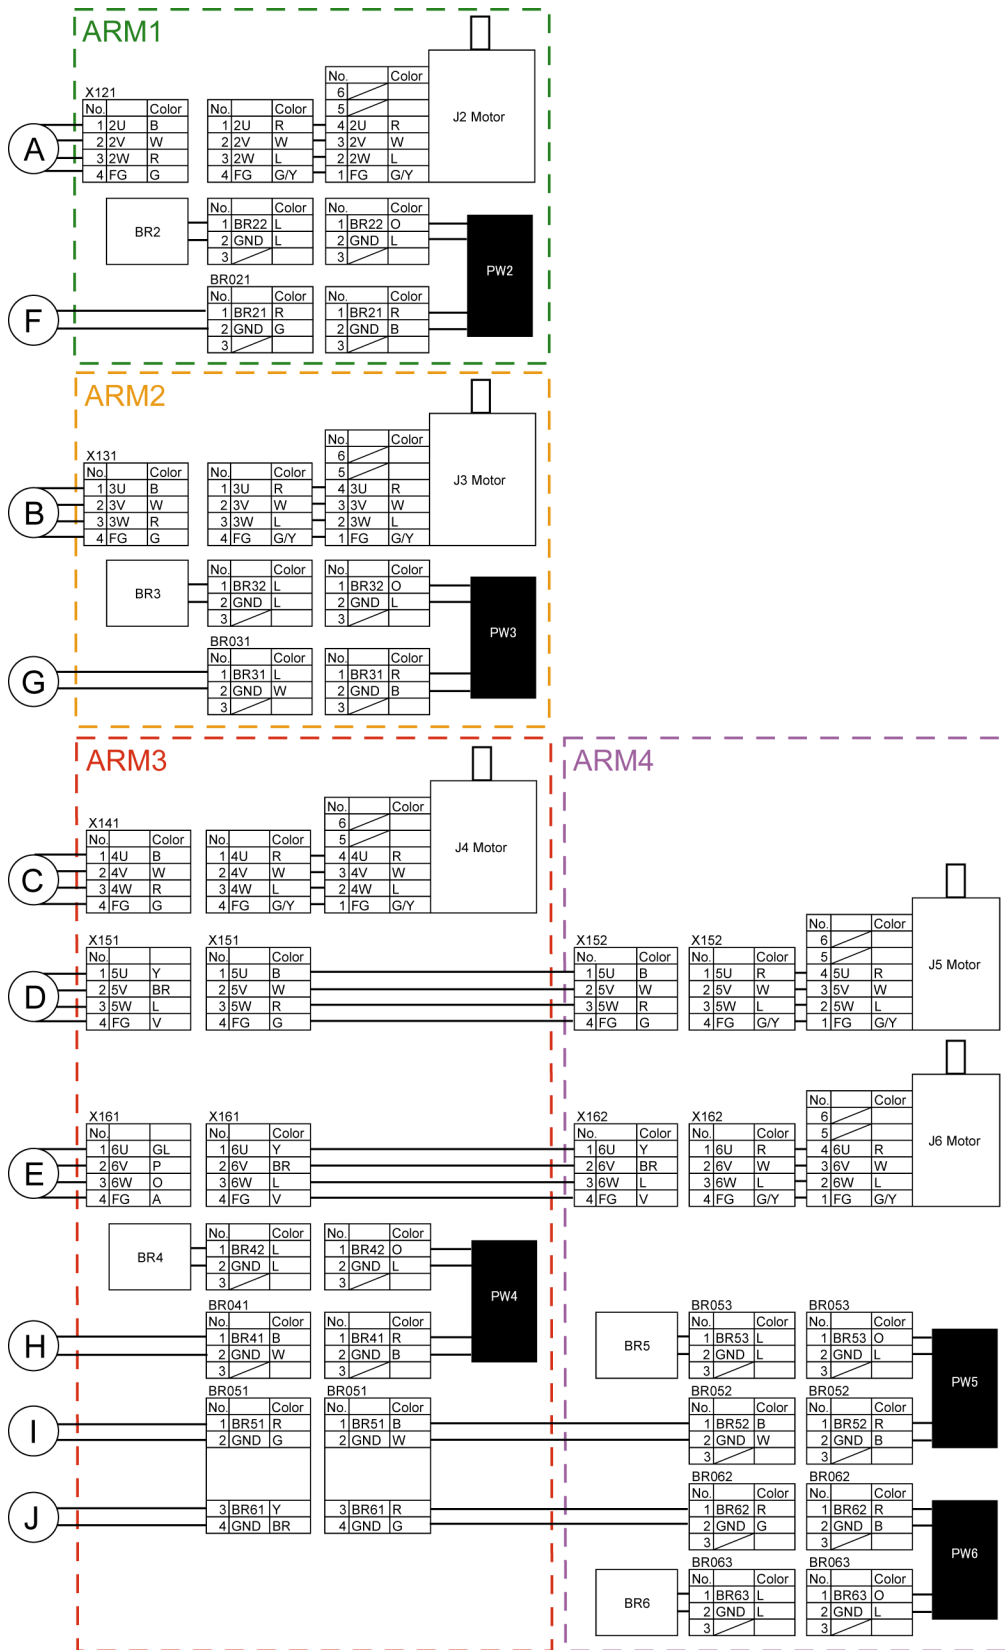 ARM1
X121
No. Color
1 2U B
2 2V W
3 2W R
4 FG G
A
No. Color
1 2U R
2 2V W
3 2W L
4 FG G/Y
No. Color
6
5
4 2U R
3 2V W
2 2W L
1 FG G/Y
J2 Motor
BR2
No. Color
1 BR22 L
2 GND L
3
No. Color
1 BR22 O
2 GND L
3
PW2
F
BR021
No. Color
1 BR21 R
2 GND G
3
No. Color
1 BR21 R
2 GND B
3
ARM2
X131
No. Color
1 3U B
2 3V W
3 3W R
4 FG G
B
No. Color
1 3U R
2 3V W
3 3W L
4 FG G/Y
No. Color
6
5
4 3U R
3 3V W
2 3W L
1 FG G/Y
J3 Motor
BR3
No. Color
1 BR32 L
2 GND L
3
No. Color
1 BR32 O
2 GND L
3
PW3
G
BR031
No. Color
1 BR31 L
2 GND W
3
No. Color
1 BR31 R
2 GND B
3
ARM3
X141
No. Color
1 4U B
2 4V W
3 4W R
4 FG G
C
No. Color
1 4U R
2 4V W
3 4W L
4 FG G/Y
No. Color
6
5
4 4U R
3 4V W
2 4W L
1 FG G/Y
J4 Motor
D
X151
No.
1 5U Y
2 5V BR
3 5W L
4 FG V
X151
No. Color
1 5U B
2 5V W
3 5W R
4 FG G
E
X161
No.
1 6U GL
2 6V P
3 6W O
4 FG A
X161
No. Color
1 6U Y
2 6V BR
3 6W L
4 FG V
BR4
No. Color
1 BR42 L
2 GND L
3
No. Color
1 BR42 O
2 GND L
3
PW4
H
BR041
No. Color
1 BR41 B
2 GND W
3
No. Color
1 BR41 R
2 GND B
3
I
BR051
Color
1 BR51 R
2 GND G
J
3 BR61 Y
4 GND BR
BR051
Color
1 BR51 B
2 GND W
3 BR61 R
4 GND G
ARM4
X152
No. Color
1 5U B
2 5V W
3 5W R
4 FG G
X152
No. Color
1 5U R
2 5V W
3 5W L
4 FG G/Y
No. Color
6
5
4 5U R
3 5V W
2 5W L
1 FG G/Y
J5 Motor
X162
No. Color
1 6U Y
2 6V BR
3 6W L
4 FG V
X162
No. Color
1 6U R
2 6V W
3 6W L
4 FG G/Y
No. Color
6
5
4 6U R
3 6V W
2 6W L
1 FG G/Y
J6 Motor
BR5
BR053
No. Color
1 BR53 L
2 GND L
3
BR053
No. Color
1 BR53 O
2 GND L
3
PW5
BR052
No. Color
1 BR52 B
2 GND W
3
BR052
No. Color
1 BR52 R
2 GND B
3
BR062
No. Color
1 BR62 R
2 GND G
3
BR062
No. Color
1 BR62 R
2 GND B
3
PW6
BR6
BR063
No. Color
1 BR63 L
2 GND L
3
BR063
No. Color
1 BR63 O
2 GND L
3